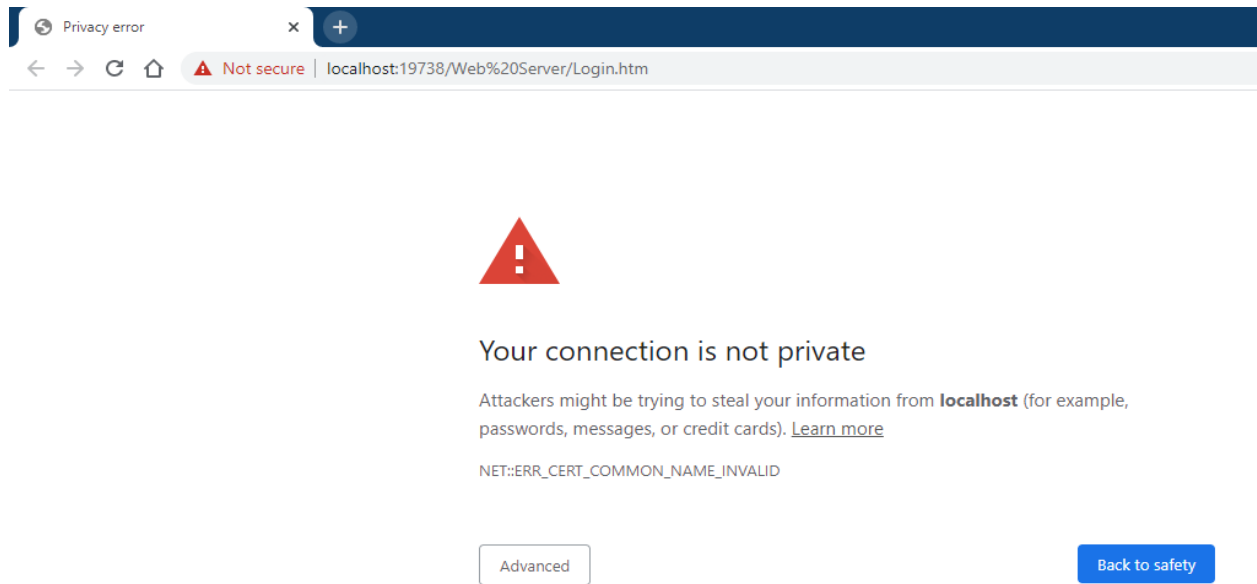 Privacy error
Not secure | localhost:19738/Web%20Server/Login.htm
Your connection is not private
Attackers might be trying to steal your information from localhost (for example,
passwords, messages, or credit cards). Learn more
NET::ERR_CERT_COMMON_NAME_INVALID
Advanced
Back to safety